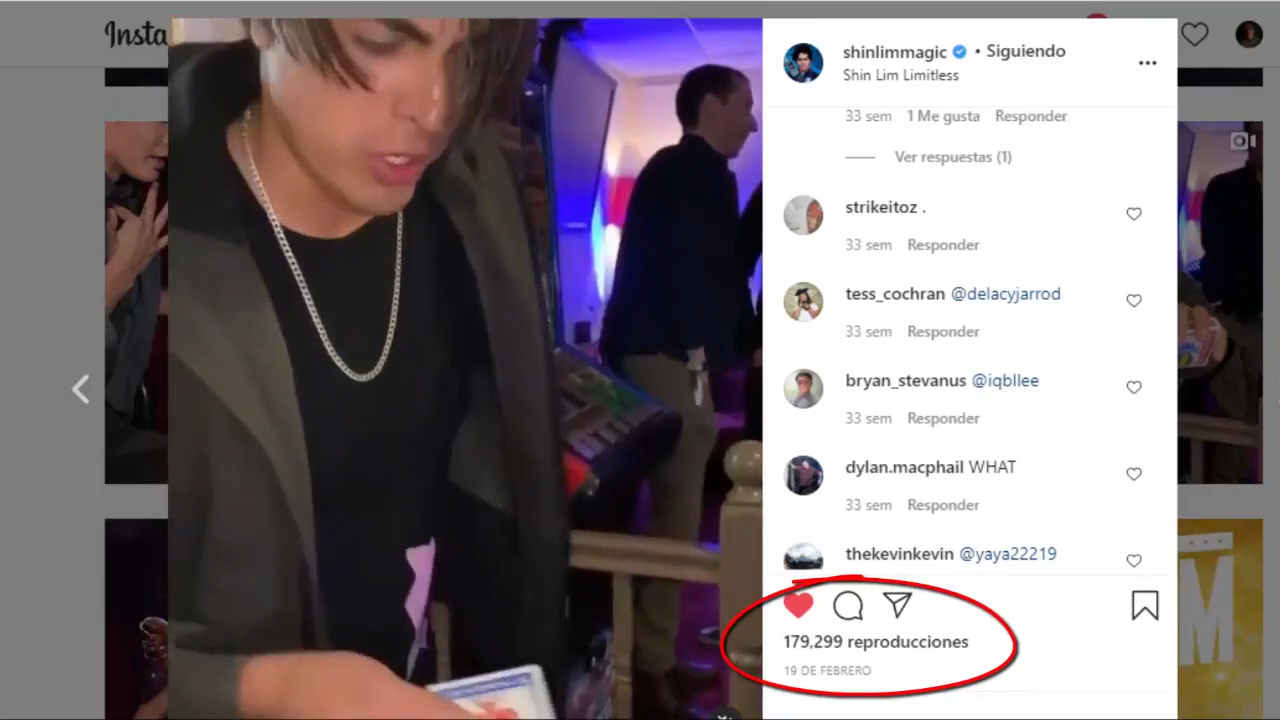 Insta
shinlimmagic • Siguiendo
Shin Lim Limitless
33 sem 1 Me gusta Responder
Ver respuestas (1)
strikeitoz .
33 sem Responder
tess_cochran @delacyjarrod
33 sem Responder
bryan_stevanus @iqbllee
33 sem Responder
dylan.macphail WHAT
33 sem Responder
thekevinkevin @yaya22219
179,299 reproducciones
19 DE FEBRERO
M